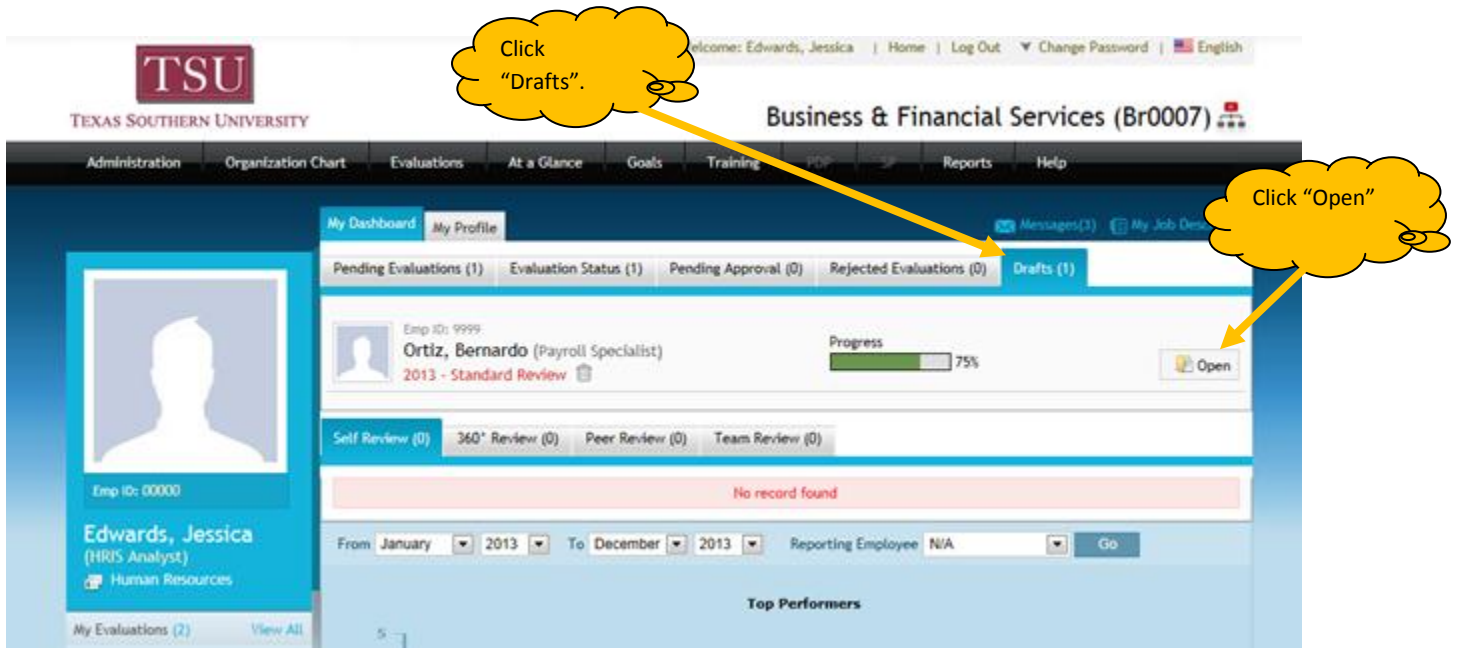 Click
"Drafts".
elcome: Edwards, Jessica | Home | Log Out Change Password | English
TSU
TEXAS SOUTHERN UNIVERSITY
Business & Financial Services (Br0007)
Administration Organization Chart Evaluations At a Glance Goals Training PDP SP Reports Help
Click “Open”
My Dashboard My Profile
Messages(3) My Job Desc
Pending Evaluations (1) Evaluation Status (1) Pending Approval (0) Rejected Evaluations (0) Drafts (1)
Emp ID: 9999
Ortiz, Bernardo (Payroll Specialist)
2013 - Standard Review
Progress
75%
Open
Self Review (0) 360° Review (0) Peer Review (0) Team Review (0)
No record found
Emp ID: 00000
Edwards, Jessica
(HRIS Analyst)
Human Resources
From January 2013 To December 2013 Reporting Employee N/A Go
Top Performers
My Evaluations (2) View All
5